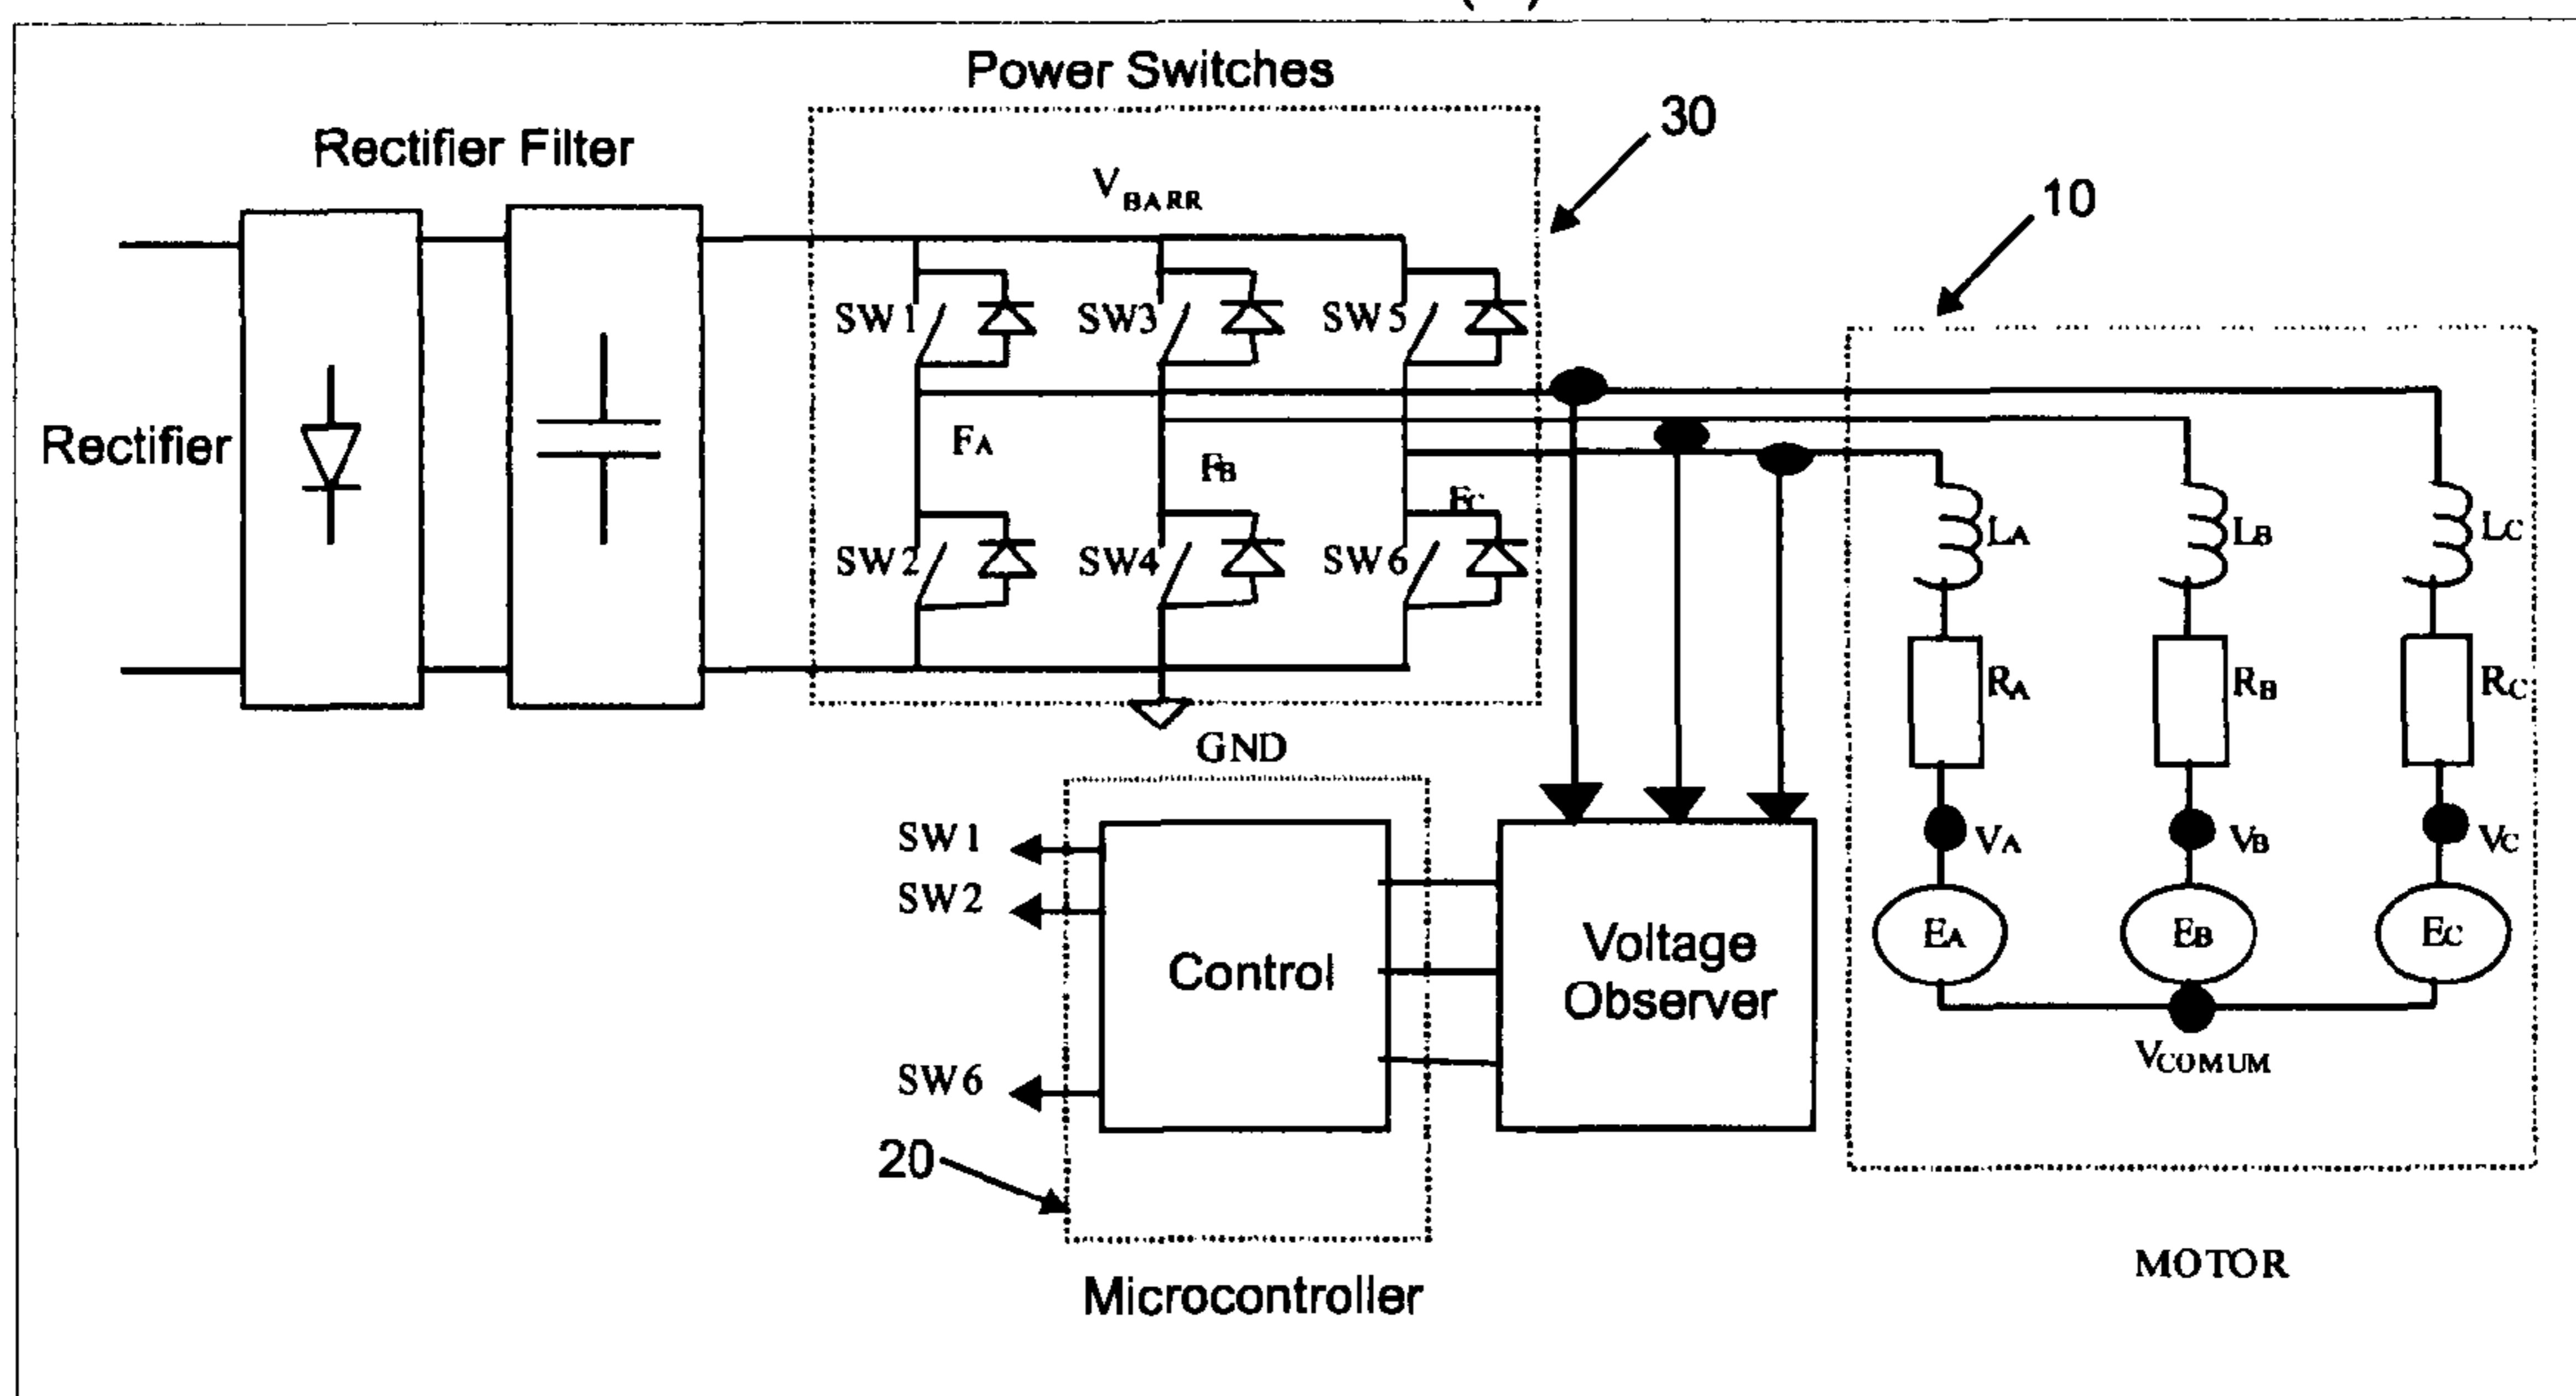 Power Switches
30
Rectifier Filter
10
VBARR
SW1
SW3
SW5
Rectifier
FA
FB
FC
SW2
SW4
SW6
LA
LB
LC
RA
RB
RC
GND
SW1
SW2
SW6
VA
VB
VC
Control
Voltage
Observer
EA
EB
EC
VCOMUM
20
MOTOR
Microcontroller